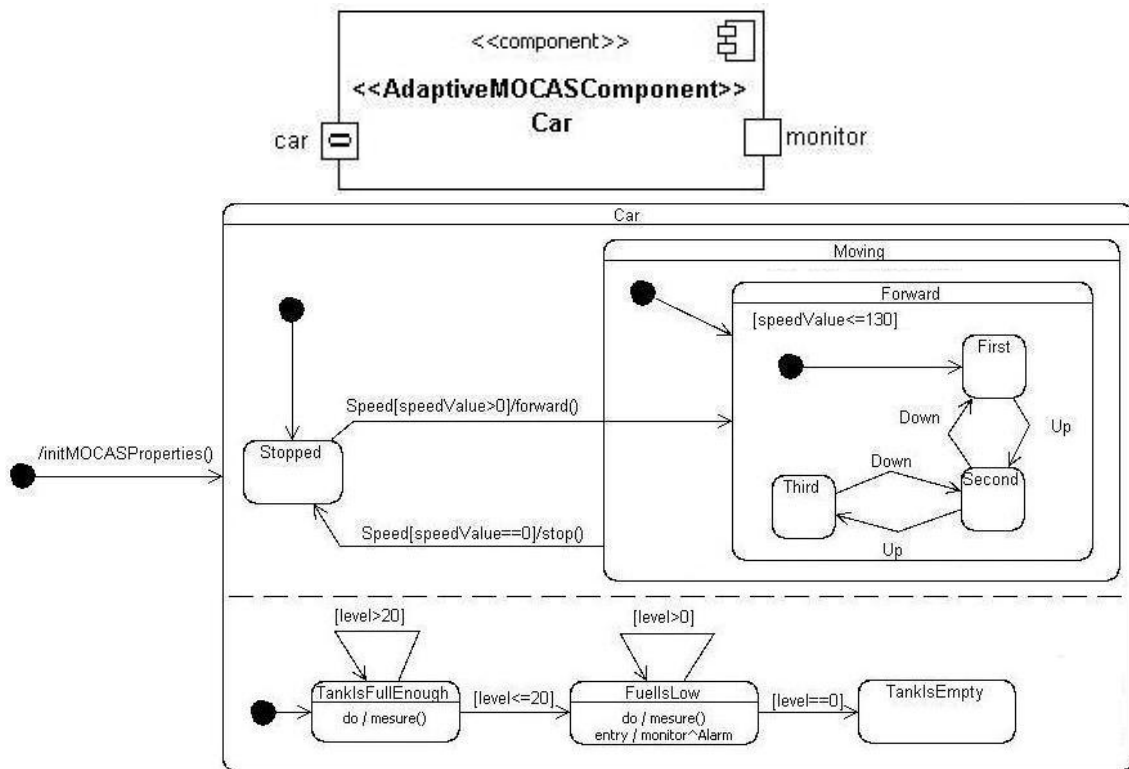 <<component>>
<<AdaptiveMOCASComponent>>
Car
car
monitor
Car
Moving
Forward
[speedValue<=130]
First
Speed[speedValue>0]/forward()
Down
Up
/initMOCASProperties()
Stopped
Down
Third
Second
Speed[speedValue==0]/stop()
Up
[level>20]
[level>0]
TankIsFullEnough
FuelIsLow
TankIsEmpty
[level<=20]
[level==0]
do / mesure()
do / mesure()
entry / monitor^Alarm